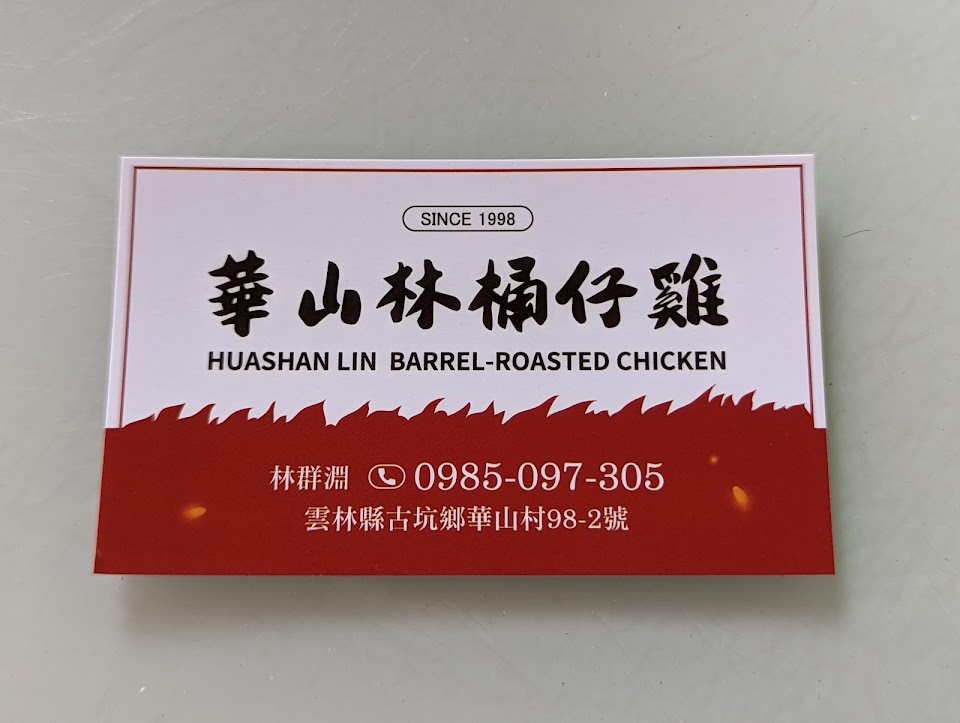 SINCE 1998
華山林桶仔雞
HUASHAN LIN BARREL-ROASTED CHICKEN
林群淵 0985-097-305
雲林縣古坑鄉華山村98-2號